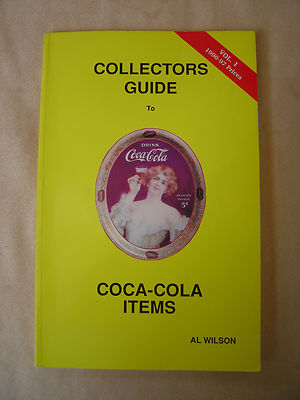 VOL. 1
1996-97 Prices
COLLECTORS
GUIDE
To
DRINK
Coca-Cola
5¢
COCA-COLA
ITEMS
AL WILSON